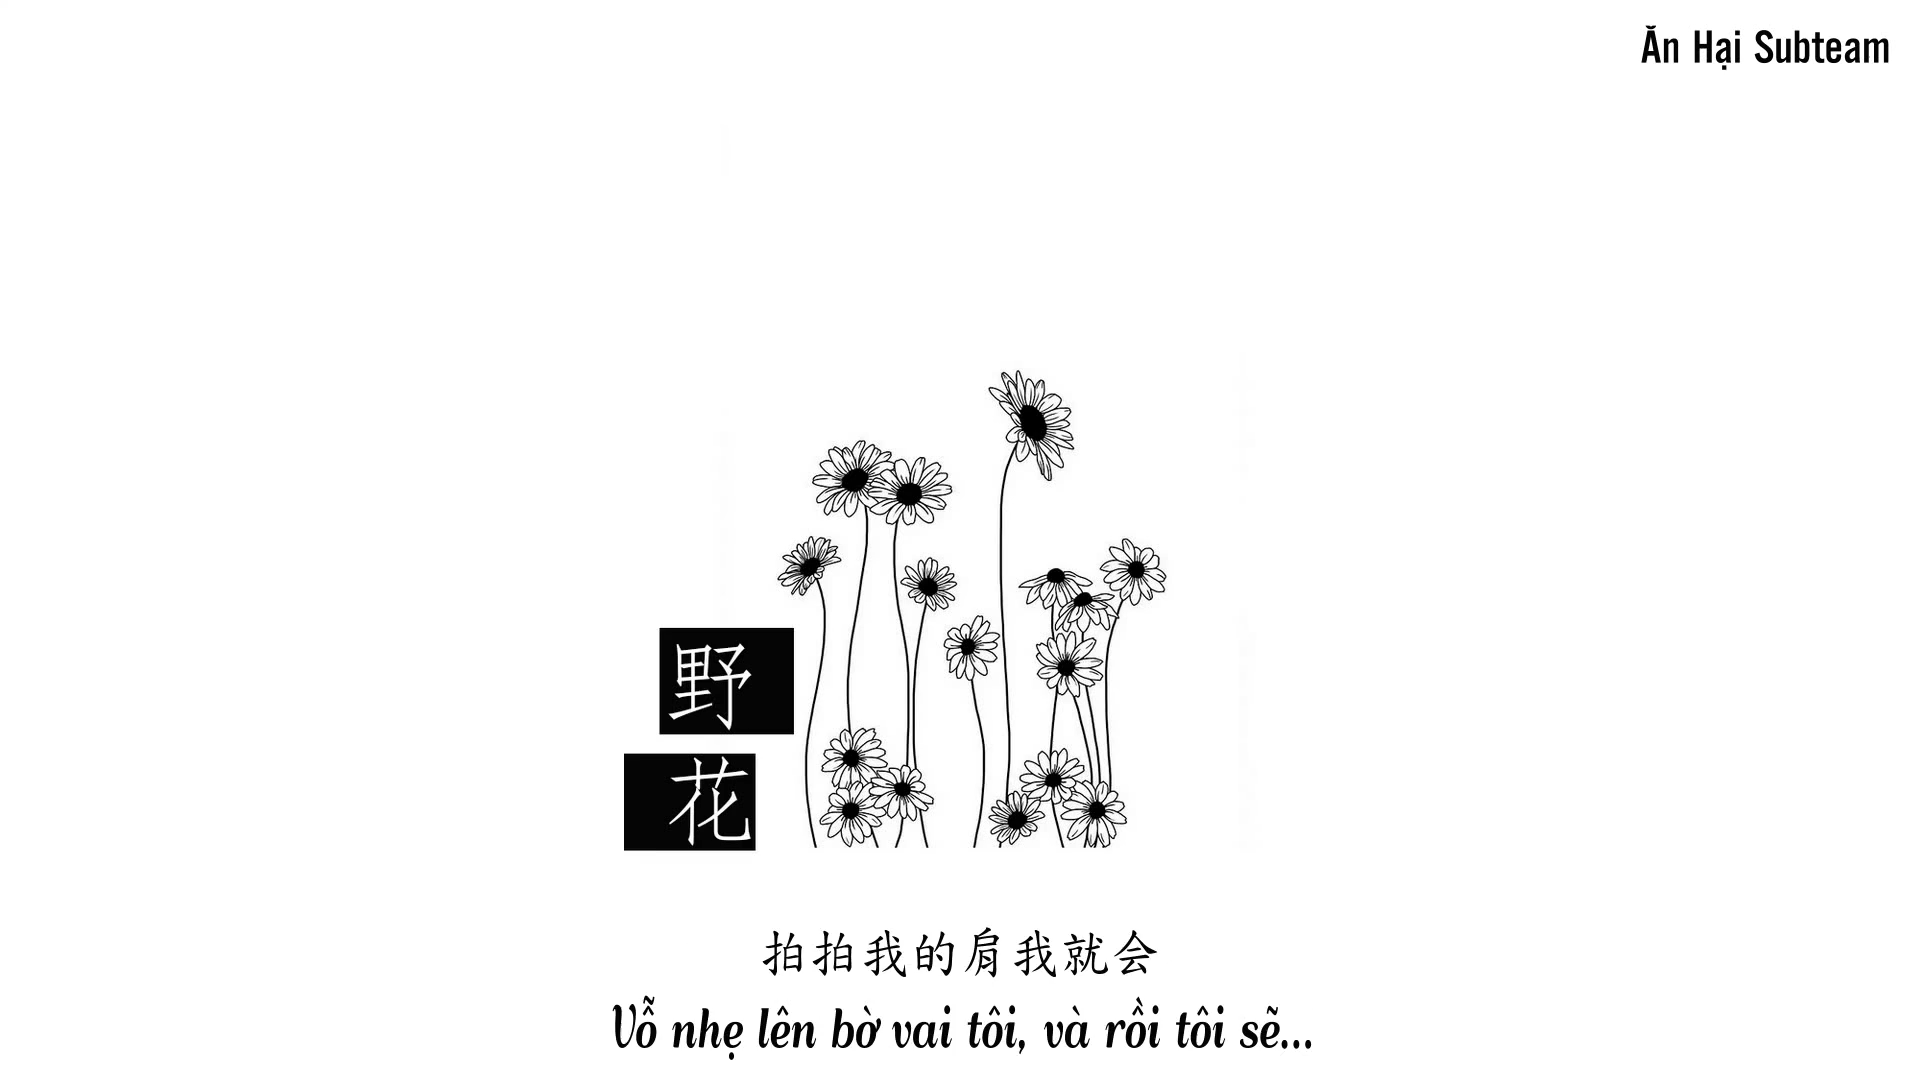 Ăn Hại Subteam
野
花
拍拍我的肩我就会
Vỗ nhẹ lên bờ vai tôi, và rồi tôi sẽ...